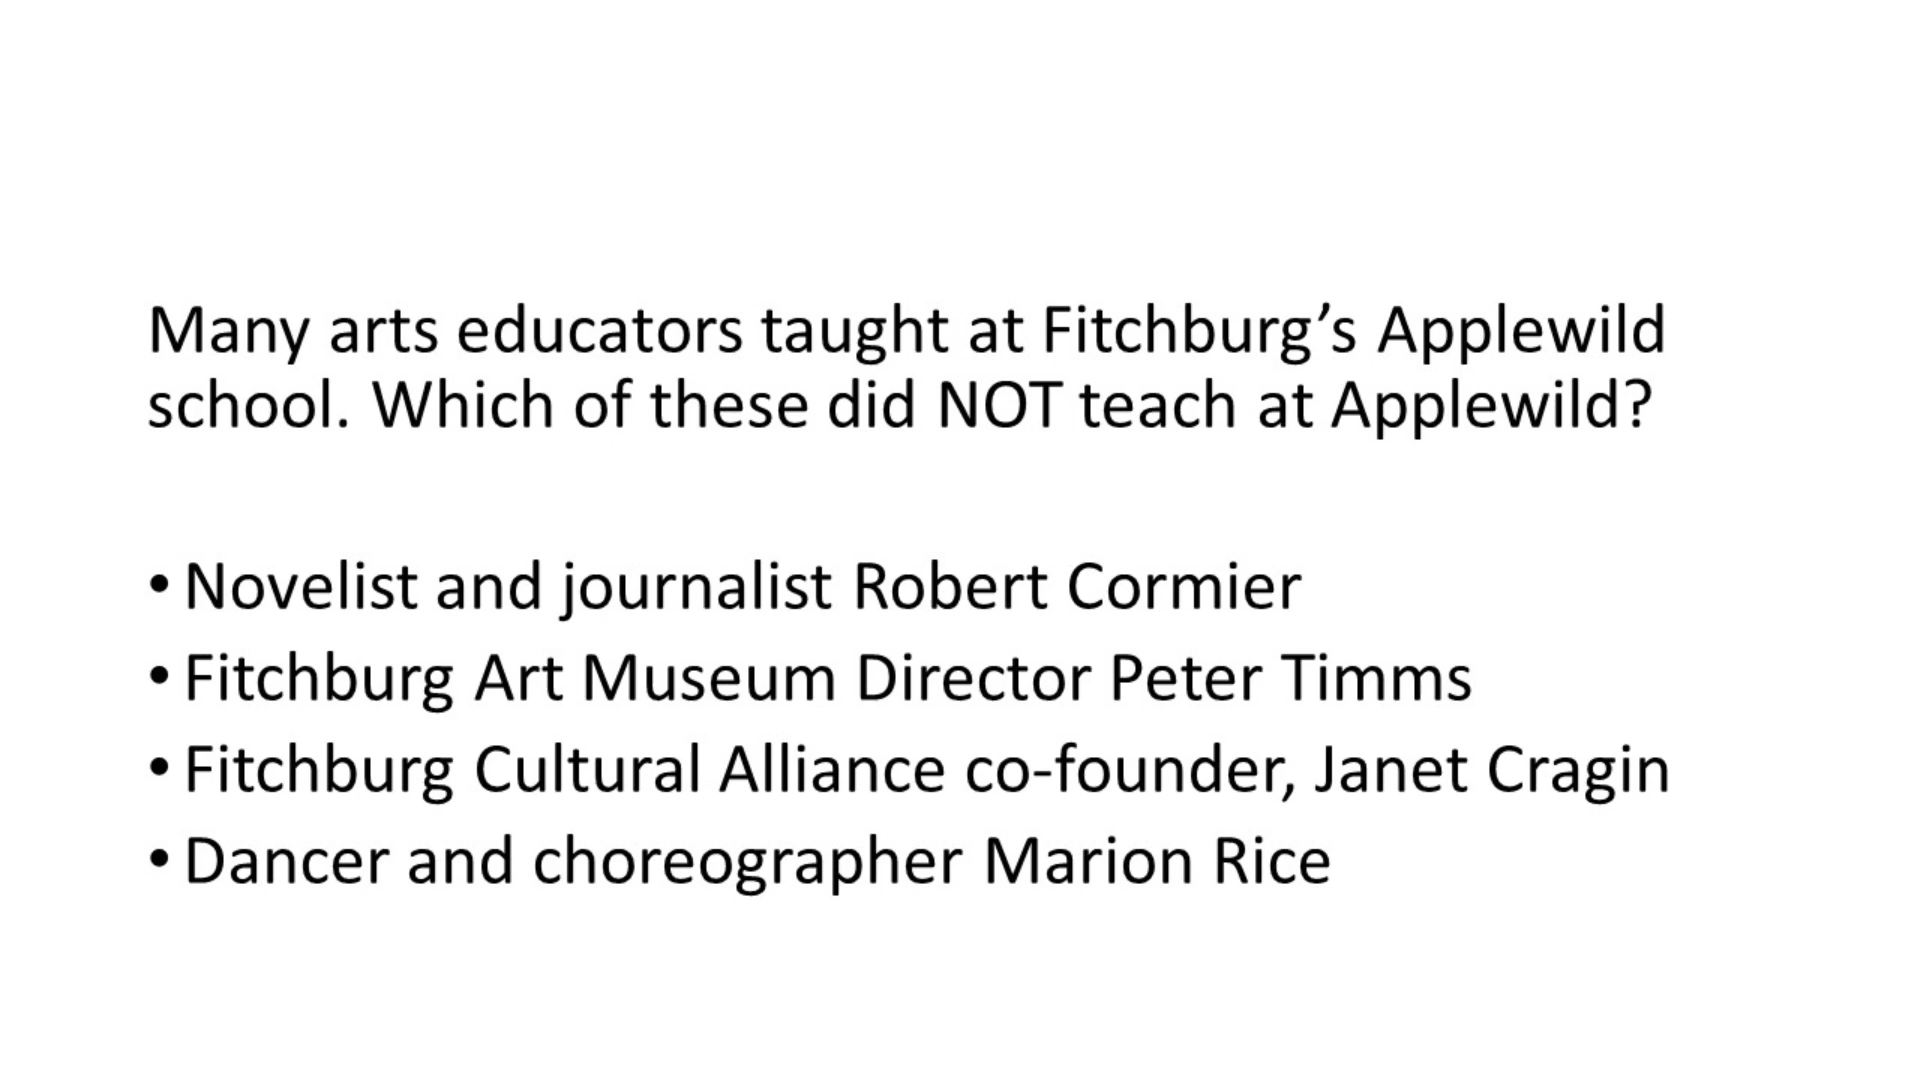 Many arts educators taught at Fitchburg’s Applewild
school. Which of these did NOT teach at Applewild?
• Novelist and journalist Robert Cormier
• Fitchburg Art Museum Director Peter Timms
• Fitchburg Cultural Alliance co-founder, Janet Cragin
• Dancer and choreographer Marion Rice